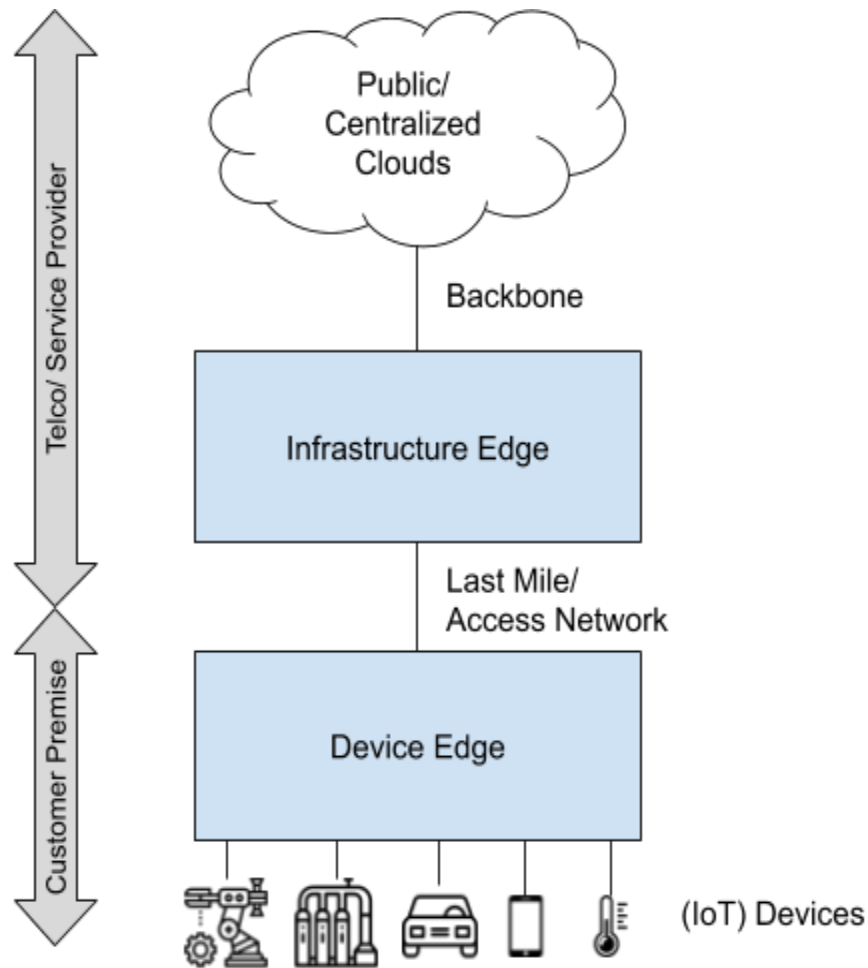 Public/
Centralized
Clouds
Telco/ Service Provider
Backbone
Infrastructure Edge
Last Mile/
Access Network
Customer Premise
Device Edge
(IoT) Devices